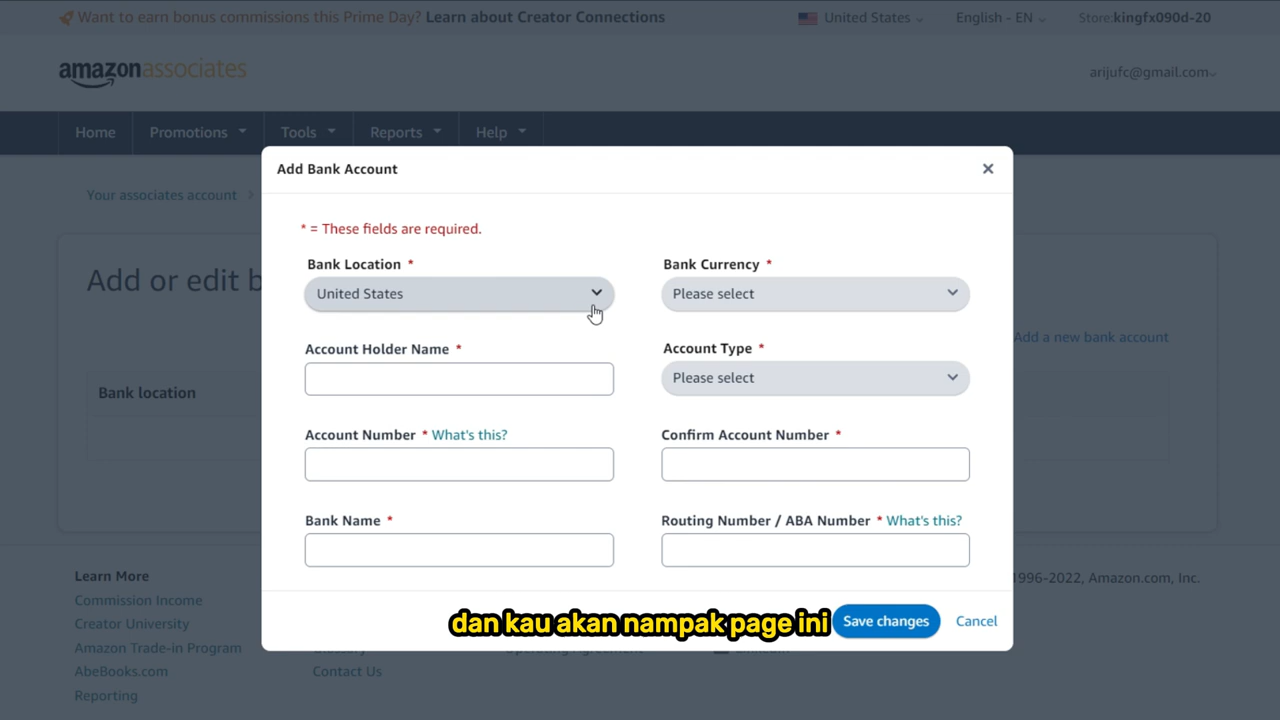 Want to earn bonus commissions this Prime Day? Learn about Creator Connections
United States
English - EN
Store:kingfx090d-20
amazonassociates
arijufc@gmail.com
Home
Promotions
Tools
Reports
Help
Add Bank Account
Your associates account
* = These fields are required.
Bank Location *
Bank Currency *
Add or edit b
United States
Please select
Add a new bank account
Account Holder Name *
Account Type *
Please select
Bank location
Account Number * What's this?
Confirm Account Number *
Bank Name *
Routing Number / ABA Number * What's this?
Learn More
1996-2022, Amazon.com, Inc.
Commission Income
Creator University
dan kau akan nampak page ini
Save changes
Cancel
Amazon Trade-in Program
AbeBooks.com
Contact Us
Reporting